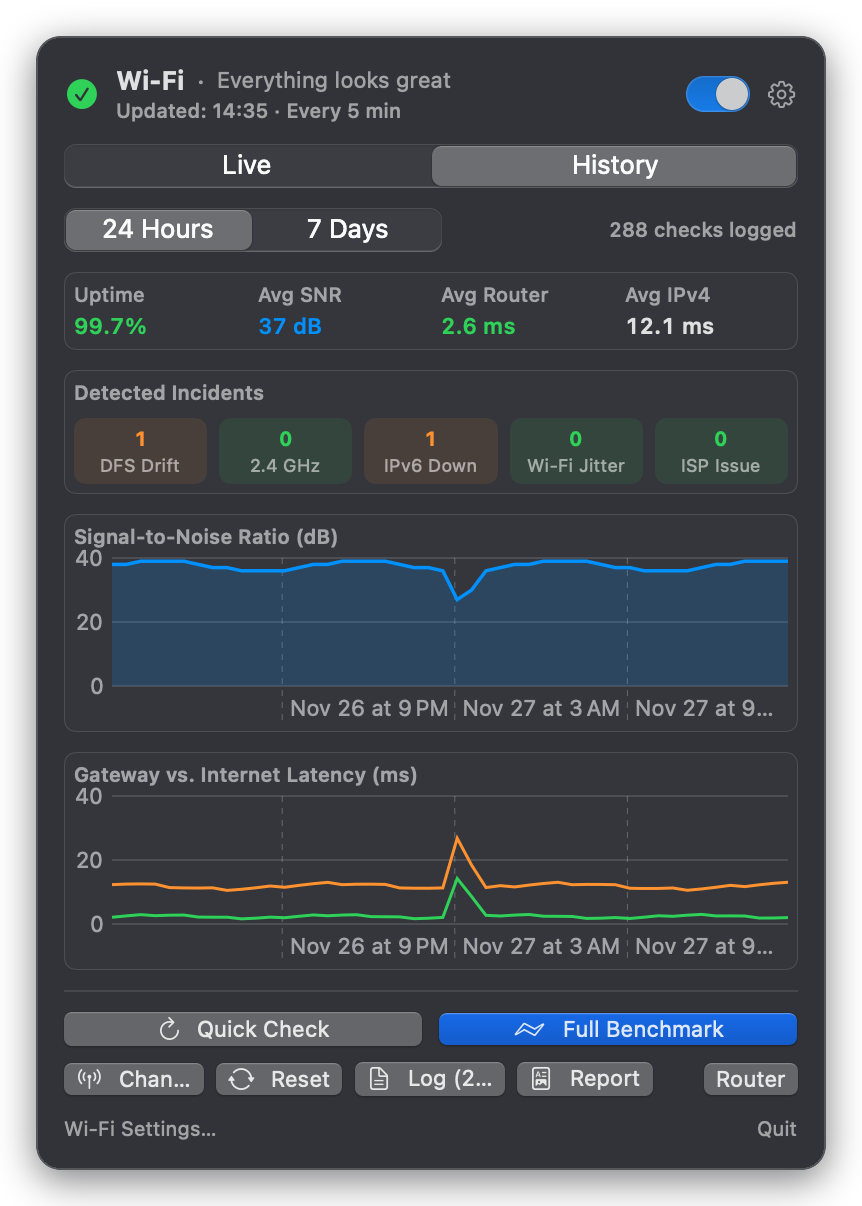 Wi-Fi · Everything looks great
Updated: 14:35 · Every 5 min
Live History
24 Hours 7 Days 288 checks logged
Uptime Avg SNR Avg Router Avg IPv4
99.7% 37 dB 2.6 ms 12.1 ms
Detected Incidents
1 0 1 0 0
DFS Drift 2.4 GHz IPv6 Down Wi-Fi Jitter ISP Issue
Signal-to-Noise Ratio (dB)
40
20
0
Nov 26 at 9 PM Nov 27 at 3 AM Nov 27 at 9...
Gateway vs. Internet Latency (ms)
40
20
0
Nov 26 at 9 PM Nov 27 at 3 AM Nov 27 at 9...
Quick Check Full Benchmark
Chan... Reset Log (2... Report Router
Wi-Fi Settings... Quit